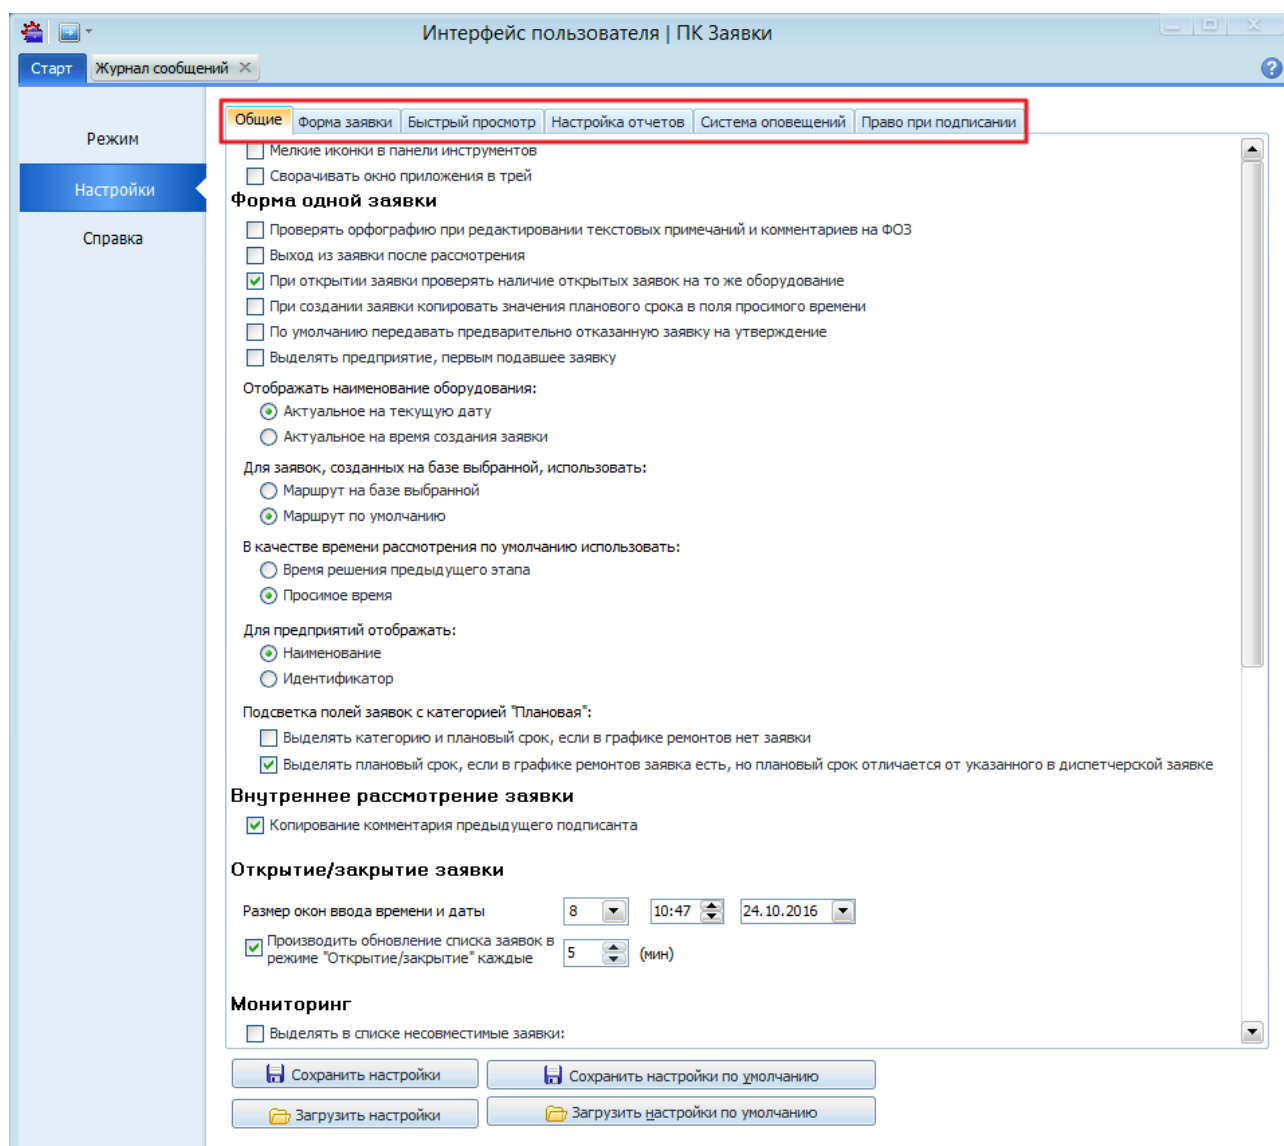 Интерфейс пользователя | ПК Заявки
Старт
Журнал сообщений
Режим
Настройки
Справка
Общие
Форма заявки
Быстрый просмотр
Настройка отчетов
Система оповещений
Право при подписании
Мелкие иконки в панели инструментов
Сворачивать окно приложения в трей
Форма одной заявки
Проверять орфографию при редактировании текстовых примечаний и комментариев на ФОЗ
Выход из заявки после рассмотрения
При открытии заявки проверять наличие открытых заявок на то же оборудование
При создании заявки копировать значения планового срока в поля просимого времени
По умолчанию передавать предварительно отказанную заявку на утверждение
Выделять предприятие, первым подавшее заявку
Отображать наименование оборудования:
Актуальное на текущую дату
Актуальное на время создания заявки
Для заявок, созданных на базе выбранной, использовать:
Маршрут на базе выбранной
Маршрут по умолчанию
В качестве времени рассмотрения по умолчанию использовать:
Время решения предыдущего этапа
Просимое время
Для предприятий отображать:
Наименование
Идентификатор
Подсветка полей заявок с категорией "Плановая":
Выделять категорию и плановый срок, если в графике ремонтов нет заявки
Выделять плановый срок, если в графике ремонтов заявка есть, но плановый срок отличается от указанного в диспетчерской заявке
Внутреннее рассмотрение заявки
Копирование комментария предыдущего подписанта
Открытие/закрытие заявки
Размер окон ввода времени и даты 8 10:47 24.10.2016
Производить обновление списка заявок в
режиме "Открытие/закрытие" каждые 5 (мин)
Мониторинг
Выделять в списке несовместимые заявки:
Сохранить настройки
Сохранить настройки по умолчанию
Загрузить настройки
Загрузить настройки по умолчанию